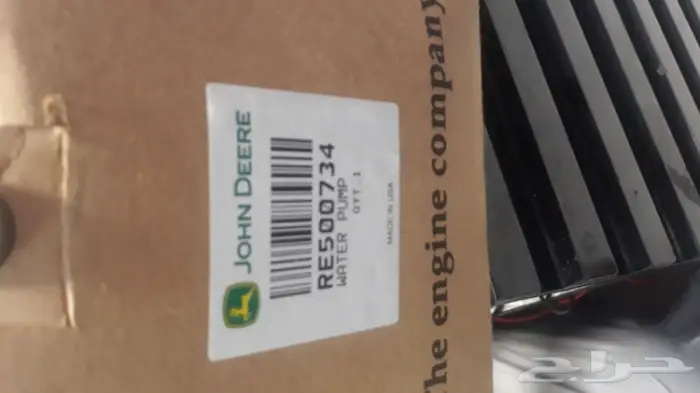 JOHN DEERE
RE500734
WATER PUMP
QTY 1
MADE IN USA
The engine company
حراج